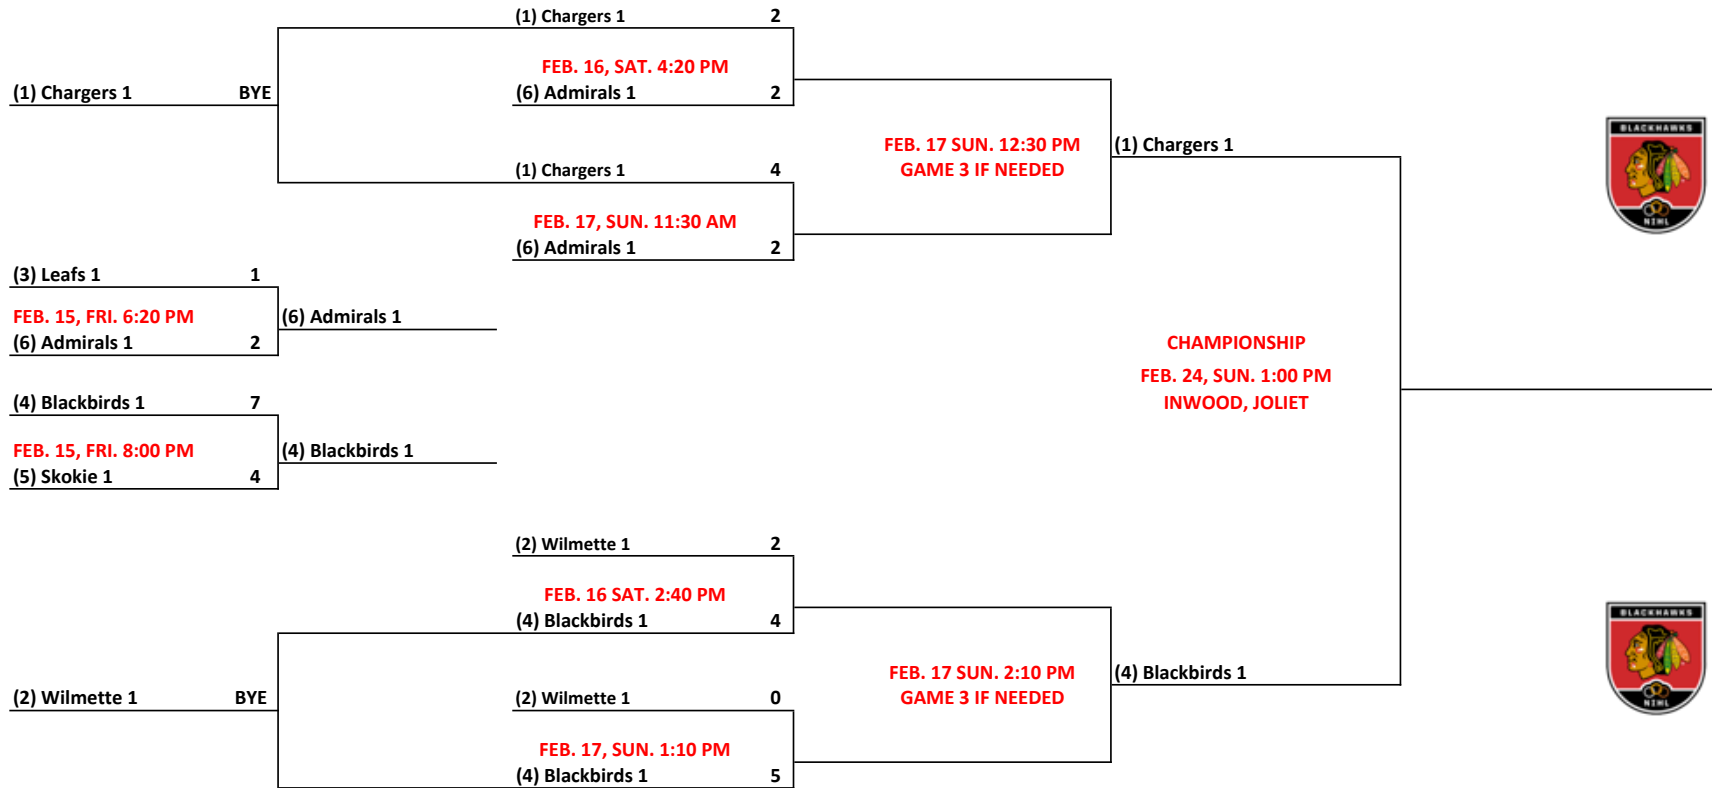 (1) Chargers 1 2
FEB. 16, SAT. 4:20 PM
(1) Chargers 1 BYE
(6) Admirals 1 2
FEB. 17 SUN. 12:30 PM
GAME 3 IF NEEDED
(1) Chargers 1
(1) Chargers 1 4
FEB. 17, SUN. 11:30 AM
(6) Admirals 1 2
(3) Leafs 1 1
FEB. 15, FRI. 6:20 PM
(6) Admirals 1 2
(6) Admirals 1
(4) Blackbirds 1 7
FEB. 15, FRI. 8:00 PM
(5) Skokie 1 4
(4) Blackbirds 1
CHAMPIONSHIP
FEB. 24, SUN. 1:00 PM
INWOOD, JOLIET
(2) Wilmette 1 2
FEB. 16 SAT. 2:40 PM
(4) Blackbirds 1 4
FEB. 17 SUN. 2:10 PM
GAME 3 IF NEEDED
(4) Blackbirds 1
(2) Wilmette 1 BYE
(2) Wilmette 1 0
FEB. 17, SUN. 1:10 PM
(4) Blackbirds 1 5
BLACKHAWKS
NIHL
BLACKHAWKS
NIHL